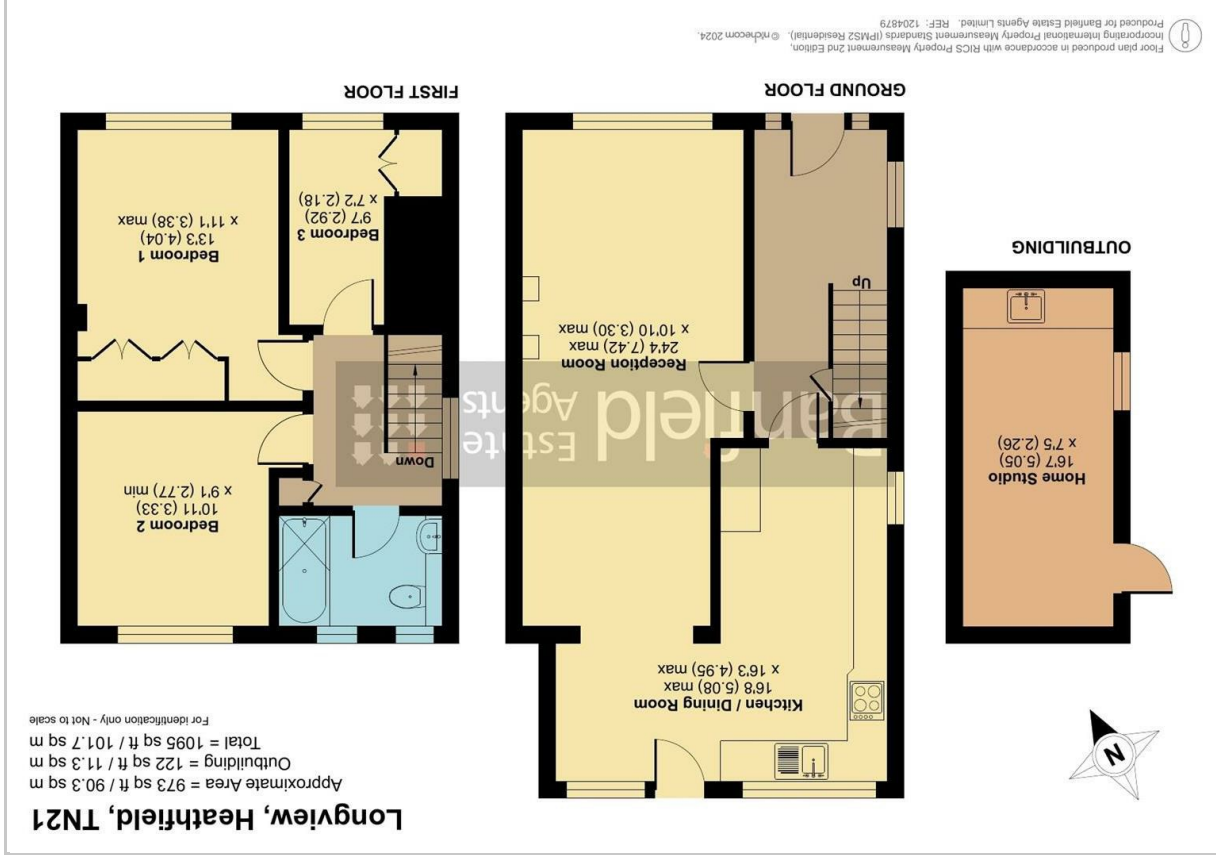 Longview, Heathfield, TN21
Approximate Area = 973 sq ft / 90.3 sq m
Outbuilding = 122 sq ft / 11.3 sq m
Total = 1095 sq ft / 101.7 sq m
For identification only - Not to scale
N
Kitchen / Dining Room
16'8 (5.08) max
x 16'3 (4.95) max
Home Studio
16'7 (5.05)
x 7'5 (2.26)
OUTBUILDING
Reception Room
24'4 (7.42) max
x 10'10 (3.30) max
Up
GROUND FLOOR
Bedroom 2
10'11 (3.33)
x 9'1 (2.77) min
Down
Bedroom 1
13'3 (4.04)
x 11'1 (3.38) max
Bedroom 3
9'7 (2.92)
x 7'2 (2.18)
FIRST FLOOR
Banfield
Estate
Agents
Floor plan produced in accordance with RICS Property Measurement 2nd Edition,
Incorporating International Property Measurement Standards (IPMS2 Residential). ©nichecom 2024.
Produced for Banfield Estate Agents Limited. REF: 1204879